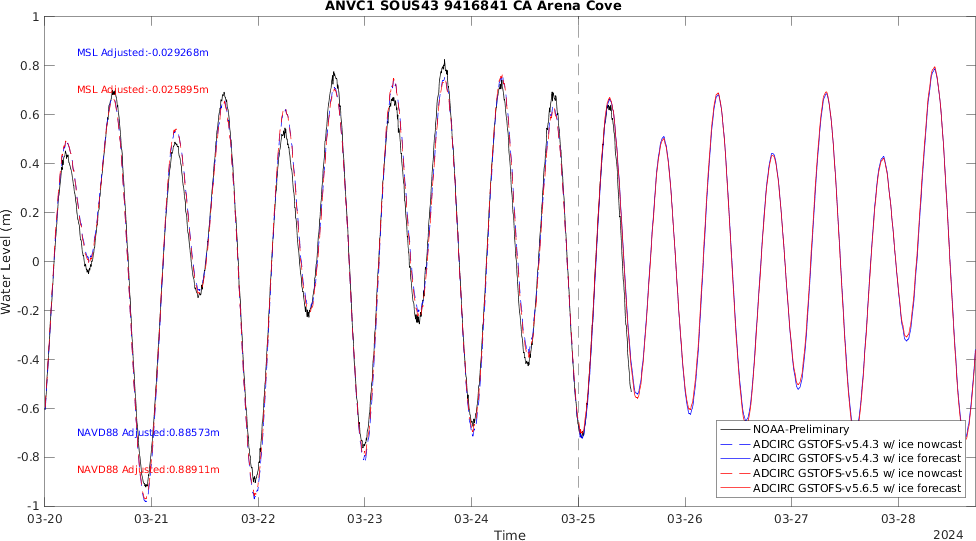 ANVC1 SOUS43 9416841 CA Arena Cove
1
0.8
0.6
0.4
0.2
0
-0.2
-0.4
-0.6
-0.8
-1
Water Level (m)
MSL Adjusted:-0.029268m
MSL Adjusted:-0.025895m
NAVD88 Adjusted:0.88573m
NAVD88 Adjusted:0.88911m
NOAA-Preliminary
ADCIRC GSTOFS-v5.4.3 w/ ice nowcast
ADCIRC GSTOFS-v5.4.3 w/ ice forecast
ADCIRC GSTOFS-v5.6.5 w/ ice nowcast
ADCIRC GSTOFS-v5.6.5 w/ ice forecast
03-20 03-21 03-22 03-23 03-24 03-25 03-26 03-27 03-28
Time
2024